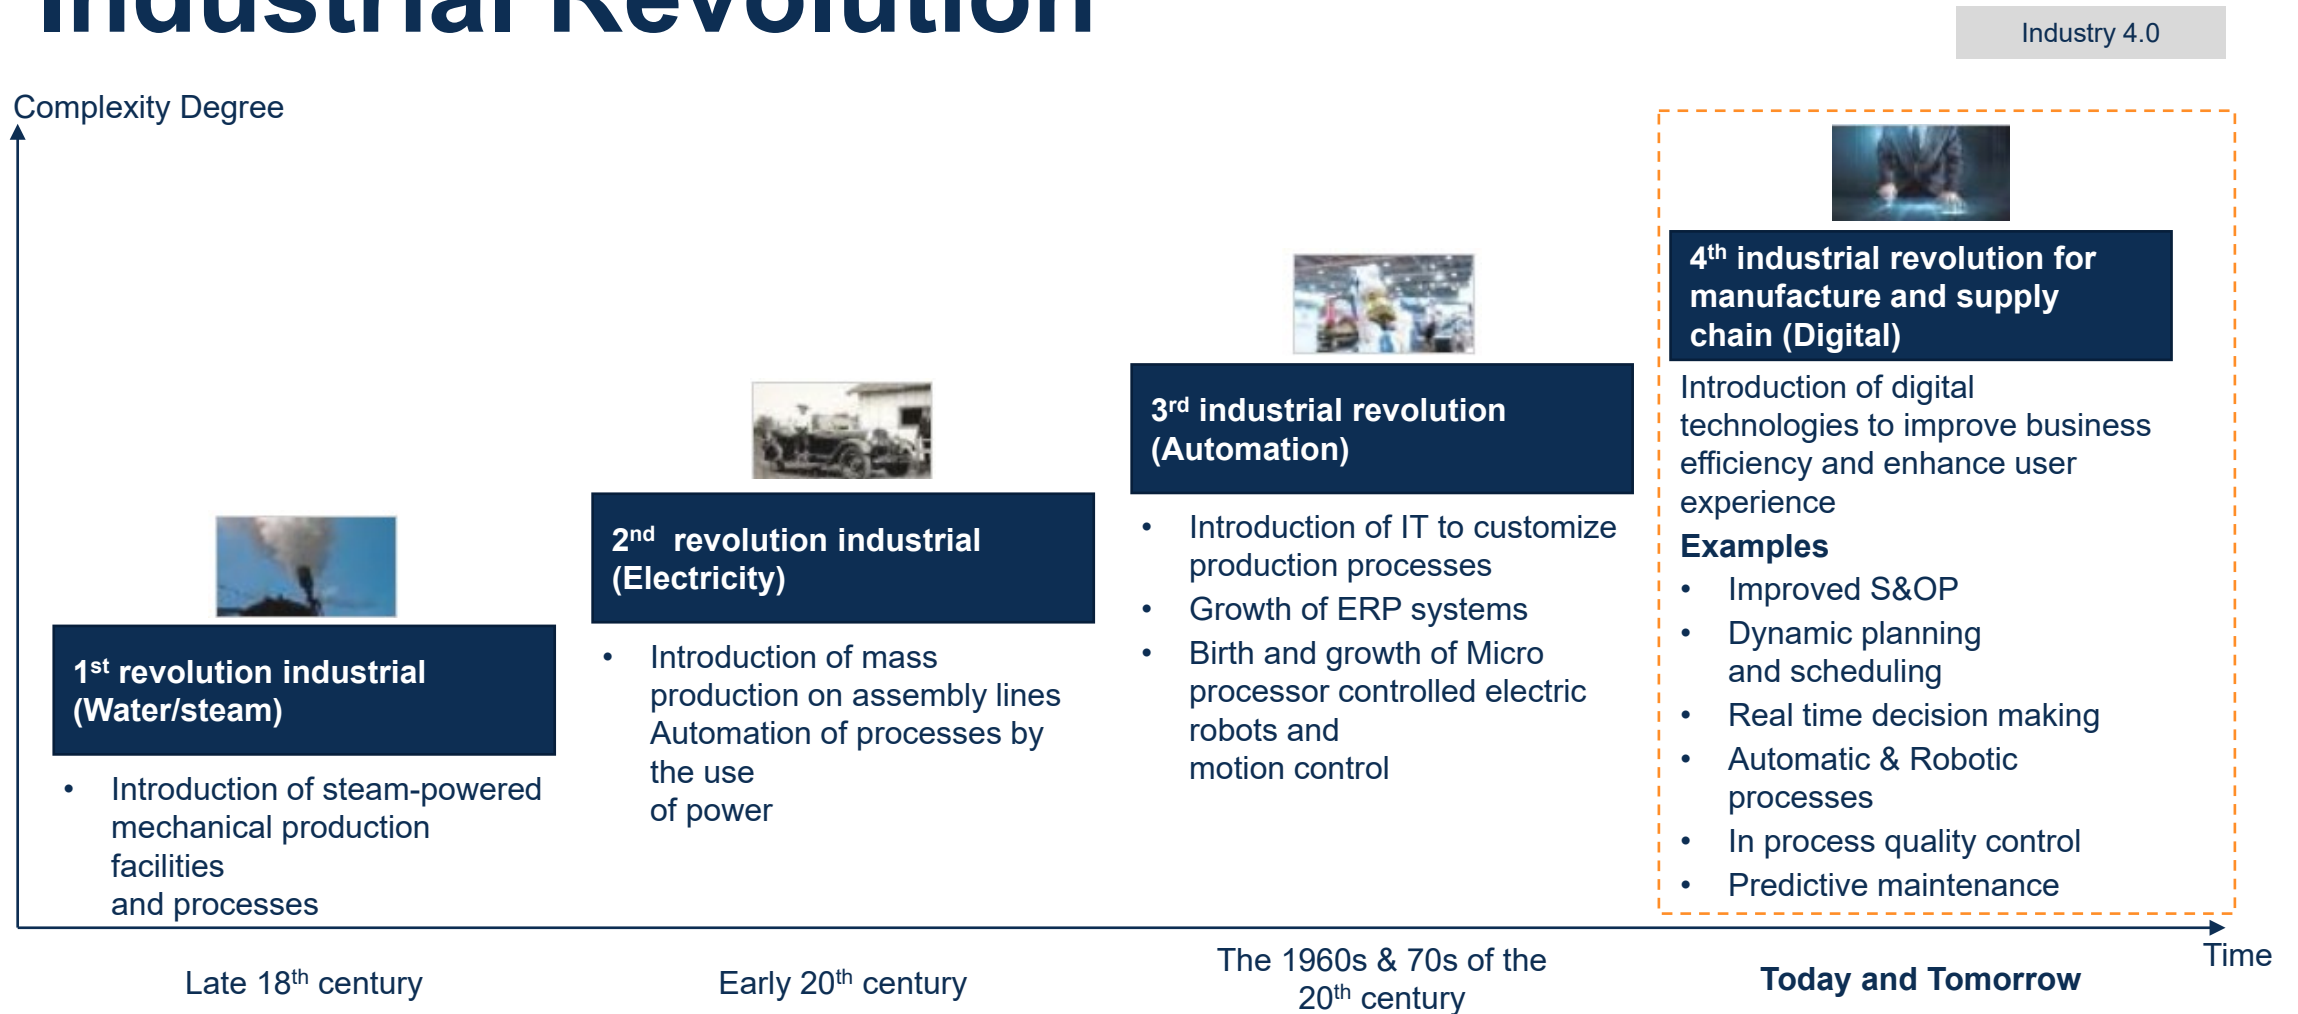 Industrial Revolution
Industry 4.0
Complexity Degree
1st revolution industrial
(Water/steam)
• Introduction of steam-powered
mechanical production
facilities
and processes
Late 18th century
2nd  revolution industrial
(Electricity)
• Introduction of mass
production on assembly lines
Automation of processes by
the use
of power
Early 20th century
3rd industrial revolution
(Automation)
• Introduction of IT to customize
production processes
• Growth of ERP systems
• Birth and growth of Micro
processor controlled electric
robots and
motion control
The 1960s & 70s of the
20th century
4th industrial revolution for
manufacture and supply
chain (Digital)
Introduction of digital
technologies to improve business
efficiency and enhance user
experience
Examples
• Improved S&OP
• Dynamic planning
and scheduling
• Real time decision making
• Automatic & Robotic
processes
• In process quality control
• Predictive maintenance
Today and Tomorrow
Time